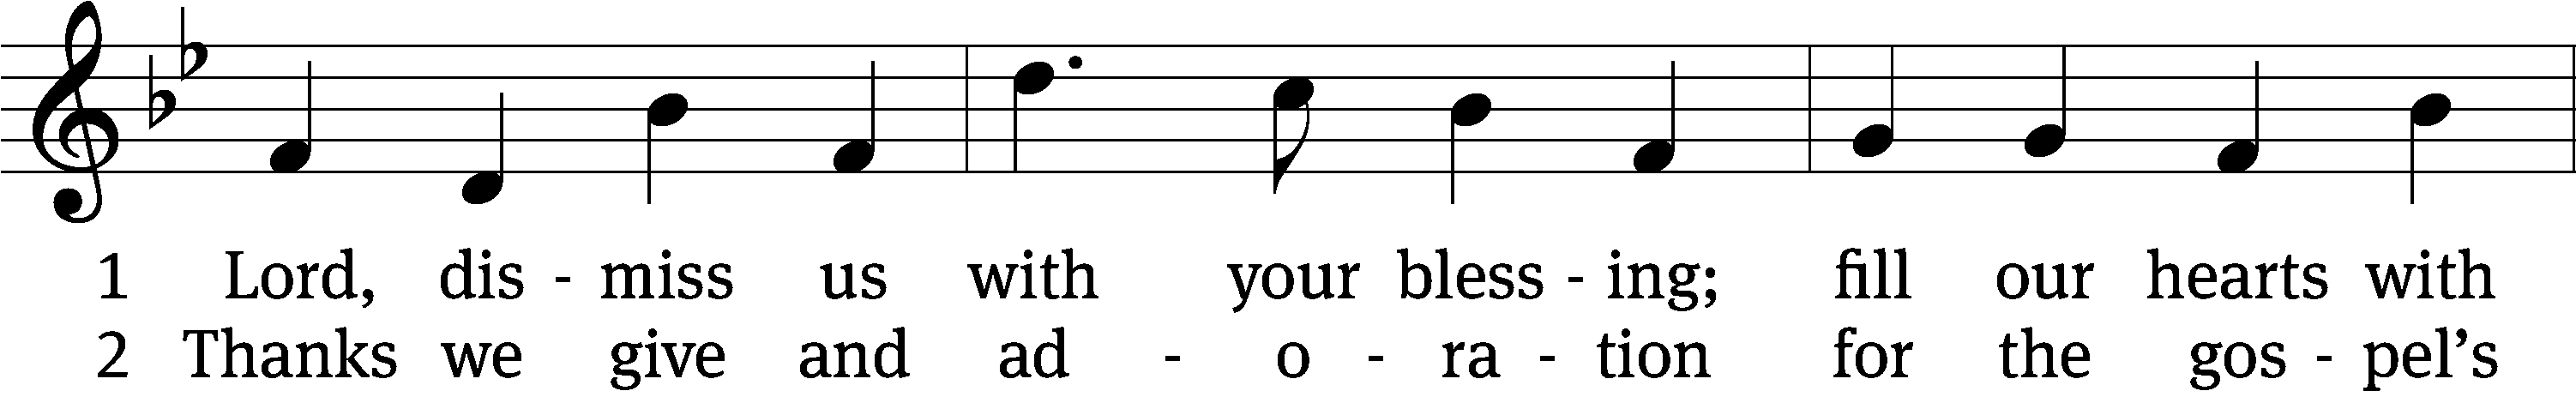 1 Lord, dis - miss us with your bless - ing; fill our hearts with
2 Thanks we give and ad - o - ra - tion for the gos - pel’s